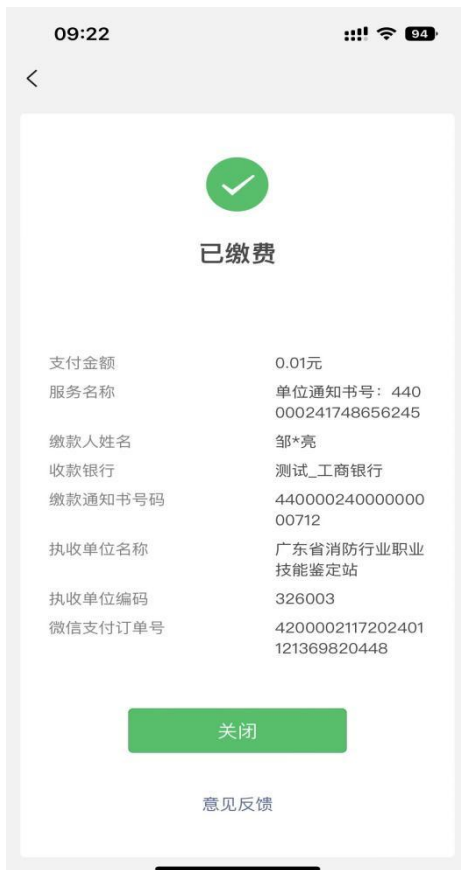 09:22
94
已缴费
支付金额 0.01元
服务名称 单位通知书号：440
000241748656245
缴款人姓名 邹*亮
收款银行 测试_工商银行
缴款通知书号码 440000240000000
00712
执收单位名称 广东省消防行业职业
技能鉴定站
执收单位编码 326003
微信支付订单号 4200002117202401
121369820448
关闭
意见反馈